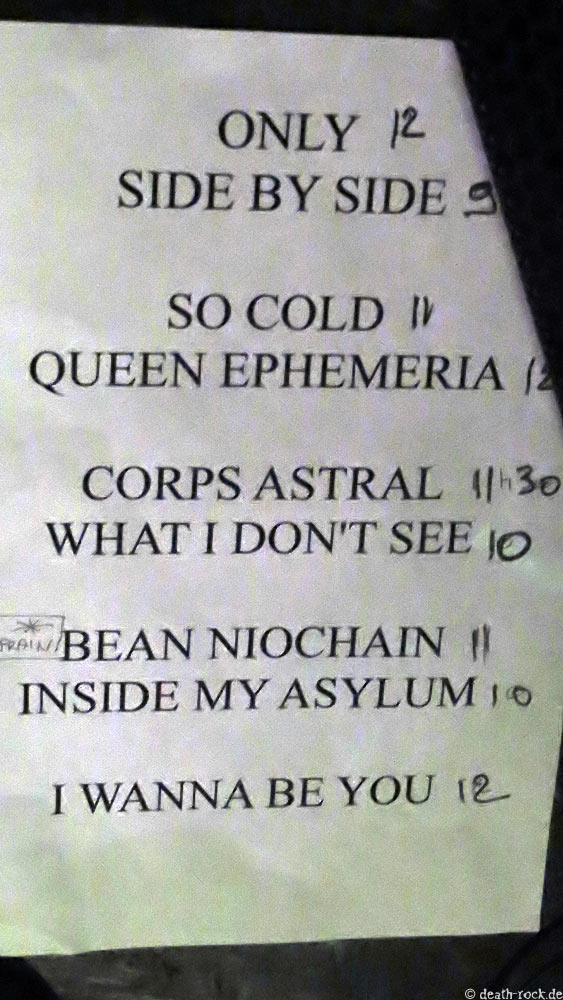 ONLY 12
SIDE BY SIDE 9
SO COLD 11
QUEEN EPHEMERIA 12
CORPS ASTRAL 11h30
WHAT I DON'T SEE 10
BEAN NIOCHAIN 11
INSIDE MY ASYLUM 10
I WANNA BE YOU 12
© death-rock.de